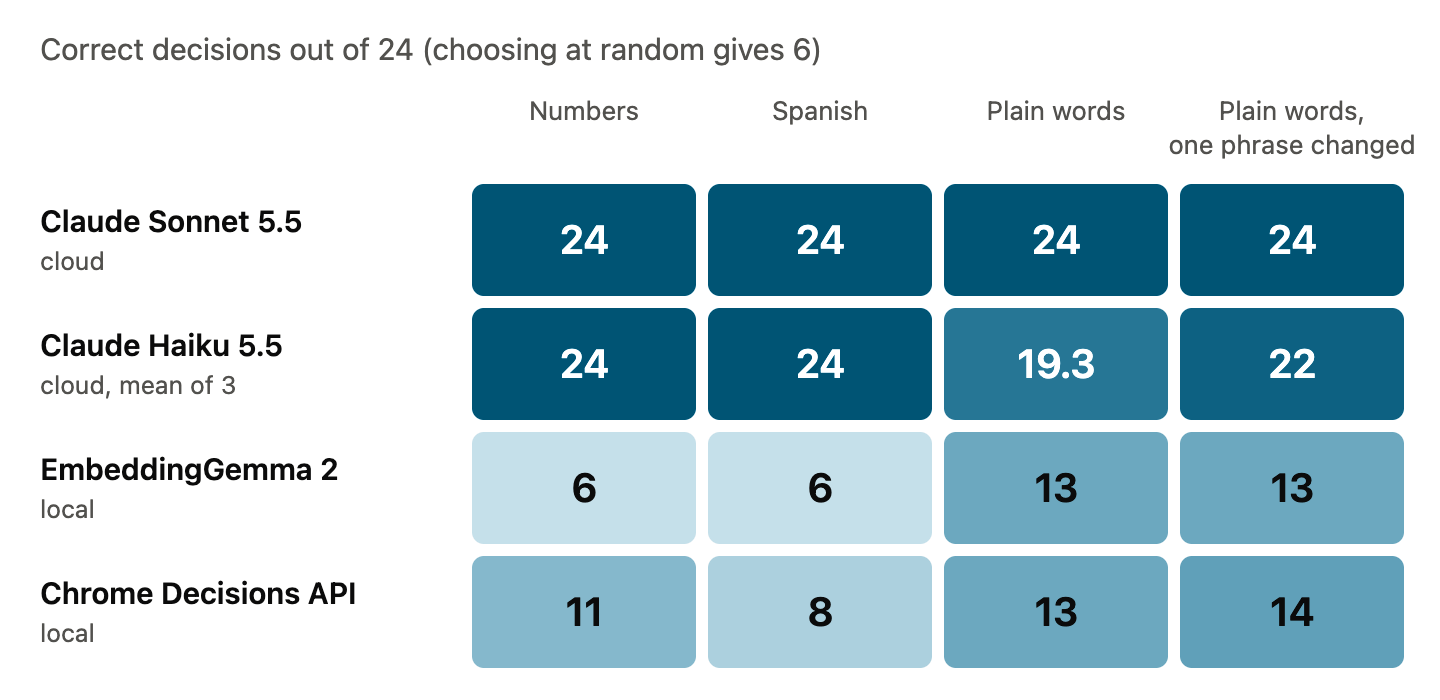 Correct decisions out of 24 (choosing at random gives 6)
Numbers
Spanish
Plain words
Plain words,
one phrase changed
Claude Sonnet 5.5
cloud
24
24
24
24
Claude Haiku 5.5
cloud, mean of 3
24
24
19.3
22
EmbeddingGemma 2
local
6
6
13
13
Chrome Decisions API
local
11
8
13
14